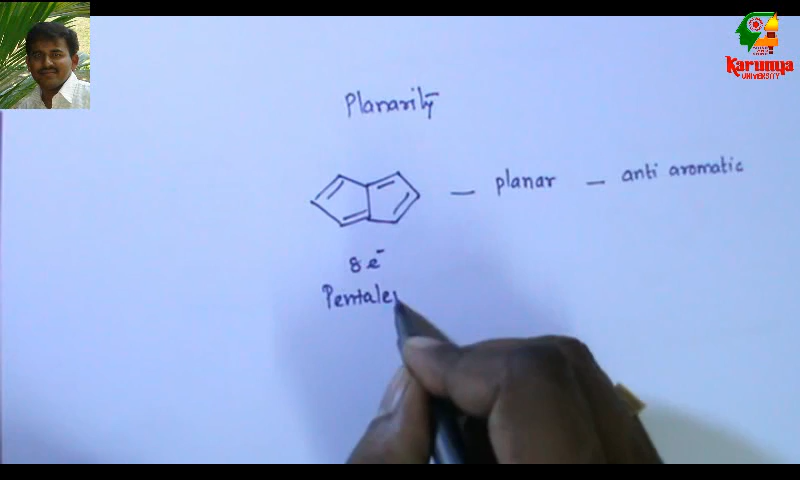 Karunya
UNIVERSITY
Planarity
— planar — anti aromatic
8 e⁻
Pentale